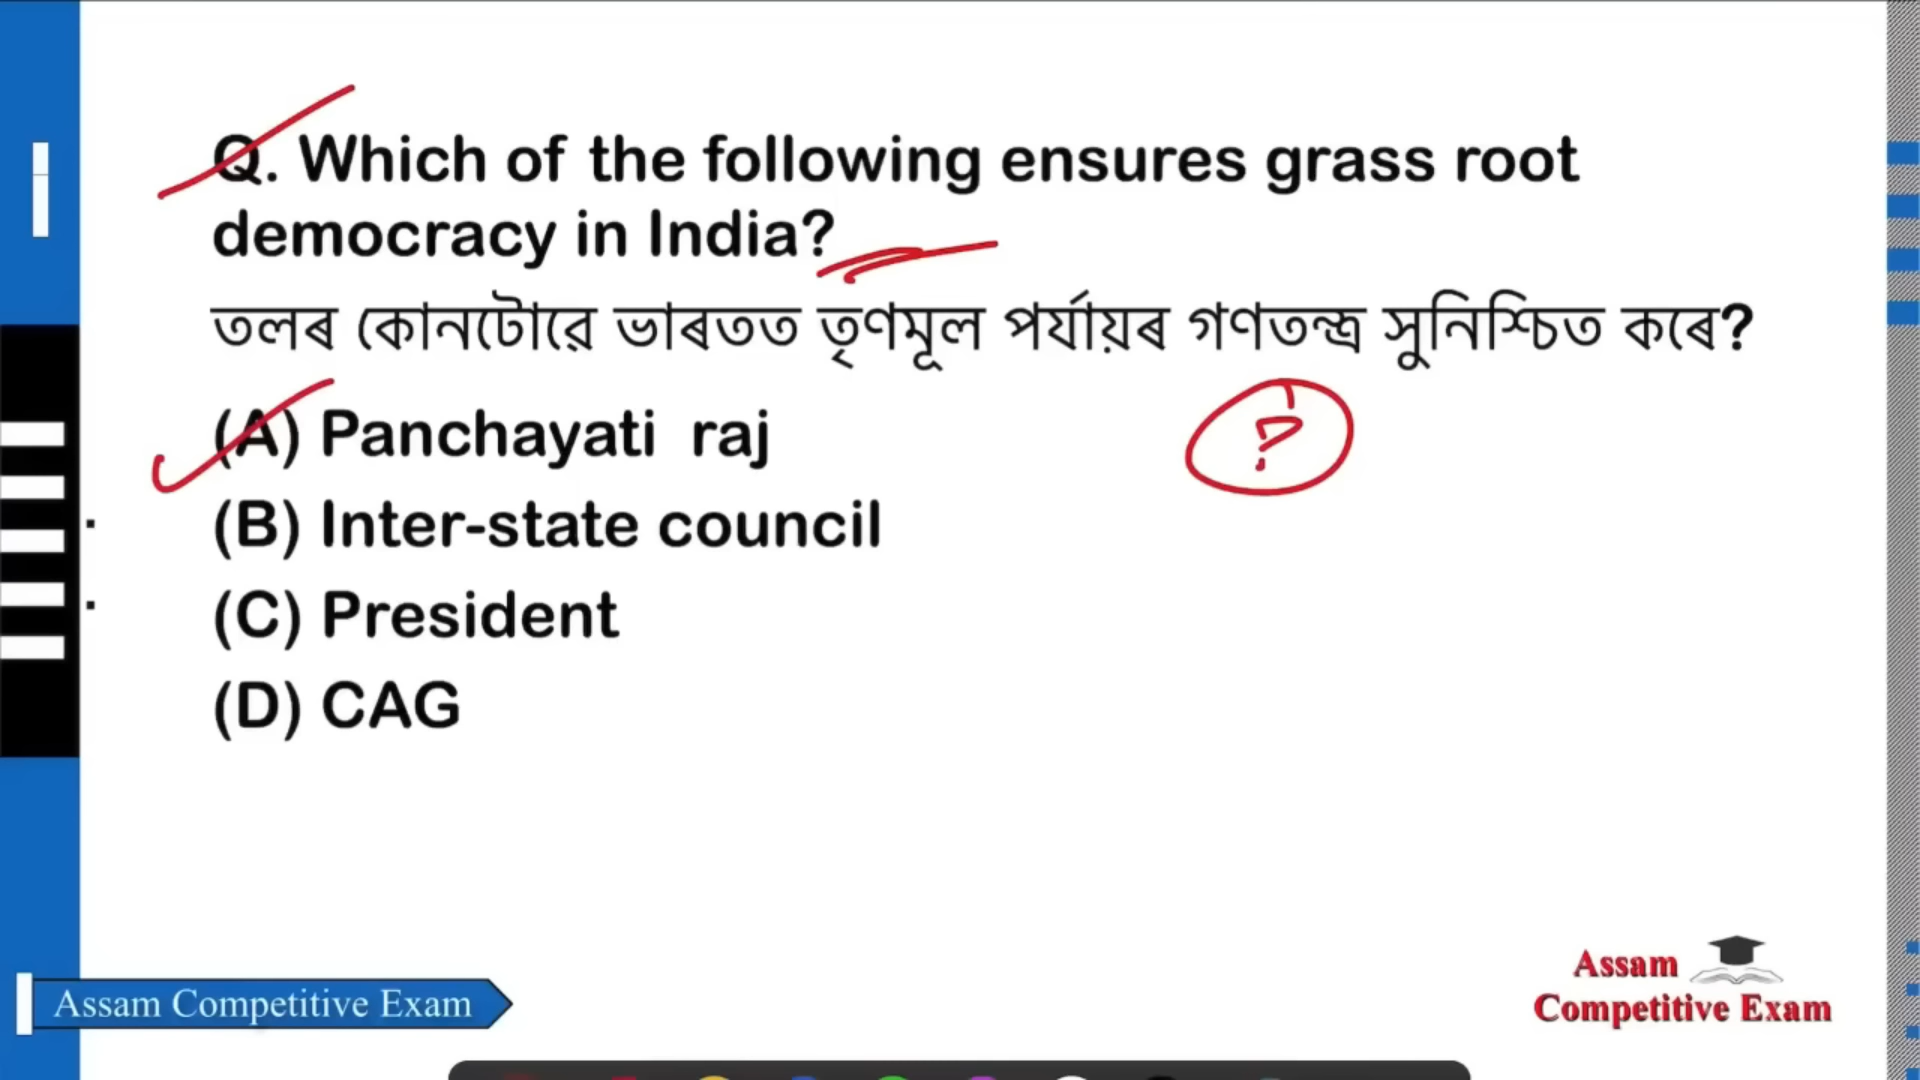 Q. Which of the following ensures grass root
democracy in India?
তলৰ কোনটোৱে ভাৰতত তৃণমূল পৰ্যায়ৰ গণতন্ত্ৰ সুনিশ্চিত কৰে?
(A) Panchayati raj
?
(B) Inter-state council
(C) President
(D) CAG
Assam Competitive Exam
Assam
Competitive Exam